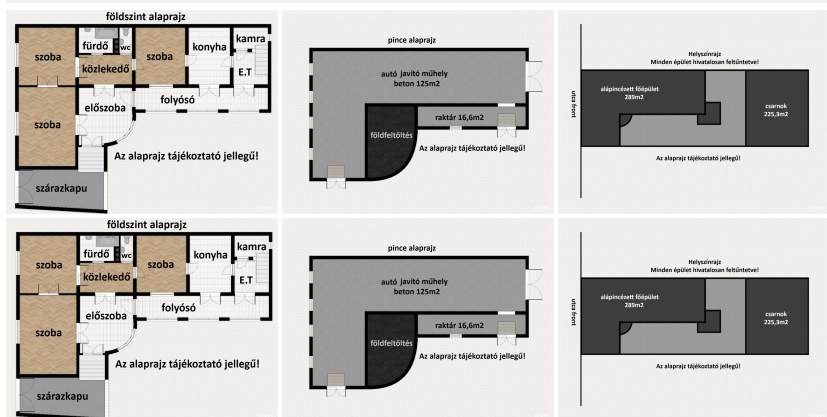 földszint alaprajz
szoba
fürdő
wc
szoba
konyha
kamra
közlekedő
E.T
szoba
előszoba
folyósó
Az alaprajz tájékoztató jellegű!
szárazkapu
pince alaprajz
autó javító műhely
beton 125m2
raktár 16,6m2
földfeltöltés
Az alaprajz tájékoztató jellegű!
Helyszínrajz
Minden épület hivatalosan feltűntetve!
utca front
alápincézett főépület
289m2
csarnok
225,3m2
Az alaprajz tájékoztató jellegű!
földszint alaprajz
szoba
fürdő
wc
szoba
konyha
kamra
közlekedő
E.T
szoba
előszoba
folyósó
Az alaprajz tájékoztató jellegű!
szárazkapu
pince alaprajz
autó javító műhely
beton 125m2
raktár 16,6m2
földfeltöltés
Az alaprajz tájékoztató jellegű!
Helyszínrajz
Minden épület hivatalosan feltűntetve!
utca front
alápincézett főépület
289m2
csarnok
225,3m2
Az alaprajz tájékoztató jellegű!